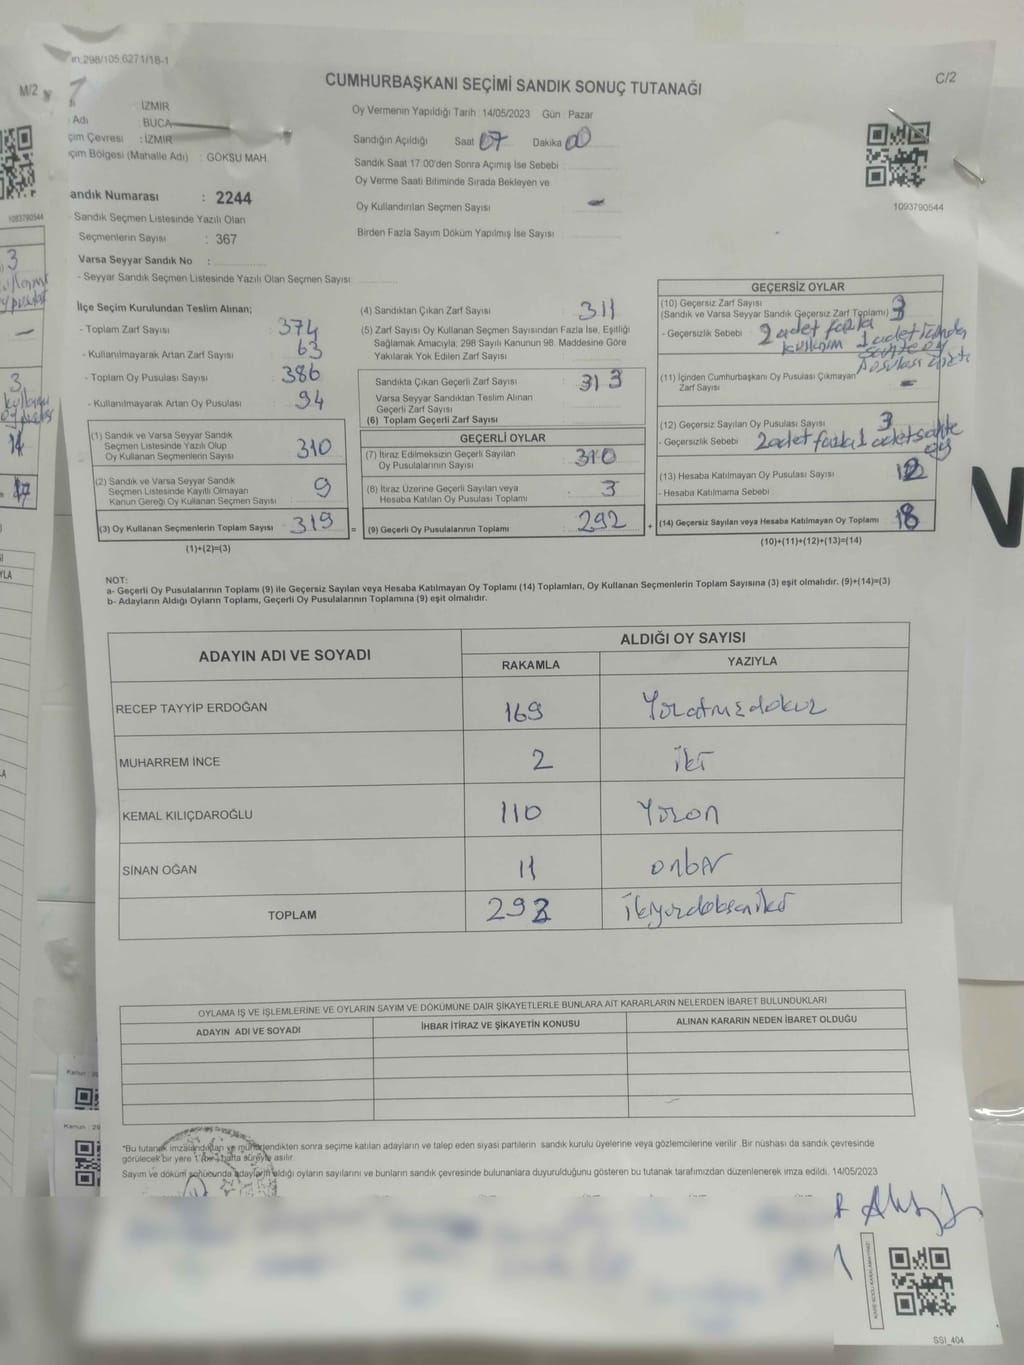 rn.298/105,6271/18-1
CUMHURBAŞKANI SEÇİMİ SANDIK SONUÇ TUTANAĞI
C/2
M/2
: İZMİR
Adı : BUCA
çim Çevresi : İZMİR
çim Bölgesi (Mahalle Adı) : GÖKSU MAH.
andık Numarası : 2244
Sandık Seçmen Listesinde Yazılı Olan
Seçmenlerin Sayısı : 367
Varsa Seyyar Sandık No :
- Seyyar Sandık Seçmen Listesinde Yazılı Olan Seçmen Sayısı:
Oy Vermenin Yapıldığı Tarih : 14/05/2023 Gün : Pazar
Sandığın Açıldığı Saat 07 Dakika 00
Sandık Saat 17:00'den Sonra Açılmış İse Sebebi :
Oy Verme Saati Bitiminde Sırada Bekleyen ve
Oy Kullandırılan Seçmen Sayısı : -
Birden Fazla Sayım Döküm Yapılmış İse Sayısı :
1093790544
1093790544
İlçe Seçim Kurulundan Teslim Alınan;
- Toplam Zarf Sayısı : 374
- Kullanılmayarak Artan Zarf Sayısı : 63
- Toplam Oy Pusulası Sayısı : 386
- Kullanılmayarak Artan Oy Pusulası : 94
(1) Sandık ve Varsa Seyyar Sandık
Seçmen Listesinde Yazılı Olup
Oy Kullanan Seçmenlerin Sayısı : 310
(2) Sandık ve Varsa Seyyar Sandık
Seçmen Listesinde Kayıtlı Olmayan
Kanun Gereği Oy Kullanan Seçmen Sayısı : 9
(3) Oy Kullanan Seçmenlerin Toplam Sayısı : 319
(1)+(2)=(3)
(4) Sandıktan Çıkan Zarf Sayısı : 311
(5) Zarf Sayısı Oy Kullanan Seçmen Sayısından Fazla İse, Eşitliği
Sağlamak Amacıyla; 298 Sayılı Kanunun 98. Maddesine Göre
Yakılarak Yok Edilen Zarf Sayısı :
Sandıkta Çıkan Geçerli Zarf Sayısı : 313
Varsa Seyyar Sandıktan Teslim Alınan
Geçerli Zarf Sayısı
(6) Toplam Geçerli Zarf Sayısı :
GEÇERLİ OYLAR
(7) İtiraz Edilmeksizin Geçerli Sayılan
Oy Pusulalarının Sayısı : 310
(8) İtiraz Üzerine Geçerli Sayılan veya
Hesaba Katılan Oy Pusulası Toplamı : 3
(9) Geçerli Oy Pusulalarının Toplamı : 292
GEÇERSİZ OYLAR
(10) Geçersiz Zarf Sayısı
(Sandık ve Varsa Seyyar Sandık Geçersiz Zarf Toplamı) : 3
- Geçersizlik Sebebi : 2 adet fazla
1 adet
(11) İçinden Cumhurbaşkanı Oy Pusulası Çıkmayan
Zarf Sayısı : -
(12) Geçersiz Sayılan Oy Pusulası Sayısı : 3
- Geçersizlik Sebebi : 2 adet fazla 1 adet sahte
oy
(13) Hesaba Katılmayan Oy Pusulası Sayısı :
- Hesaba Katılmama Sebebi :
(14) Geçersiz Sayılan veya Hesaba Katılmayan Oy Toplamı : 18
(10)+(11)+(12)+(13)=(14)
NOT:
a- Geçerli Oy Pusulalarının Toplamı (9) ile Geçersiz Sayılan veya Hesaba Katılmayan Oy Toplamı (14) Toplamları, Oy Kullanan Seçmenlerin Toplam Sayısına (3) eşit olmalıdır. (9)+(14)=(3)
b- Adayların Aldığı Oyların Toplamı, Geçerli Oy Pusulalarının Toplamına (9) eşit olmalıdır.
ADAYIN ADI VE SOYADI
ALDIĞI OY SAYISI
RAKAMLA YAZIYLA
RECEP TAYYİP ERDOĞAN 169 Yüzatmışdokuz
MUHARREM İNCE 2 iki
KEMAL KILIÇDAROĞLU 110 Yüzon
SİNAN OĞAN 11 onbir
TOPLAM 292 ikiyüzdoksaniki
OYLAMA İŞ VE İŞLEMLERİNE VE OYLARIN SAYIM VE DÖKÜMÜNE DAİR ŞİKAYETLERLE BUNLARA AİT KARARLARIN NELERDEN İBARET BULUNDUKLARI
ADAYIN ADI VE SOYADI İHBAR İTİRAZ VE ŞİKAYETİN KONUSU ALINAN KARARIN NEDEN İBARET OLDUĞU
*Bu tutanak imzalandıktan ve mühürlendikten sonra seçime katılan adayların ve talep eden siyasi partilerin sandık kurulu üyelerine veya gözlemcilerine verilir. Bir nüshası da sandık çevresinde
görülecek bir yere 1 (bir) hafta süreyle asılır.
Sayım ve döküm sonucunda adayların aldığı oyların sayılarını ve bunların sandık çevresinde bulunanlara duyurulduğunu gösteren bu tutanak tarafımızdan düzenlenerek imza edildi. 14/05/2023
SSI_404